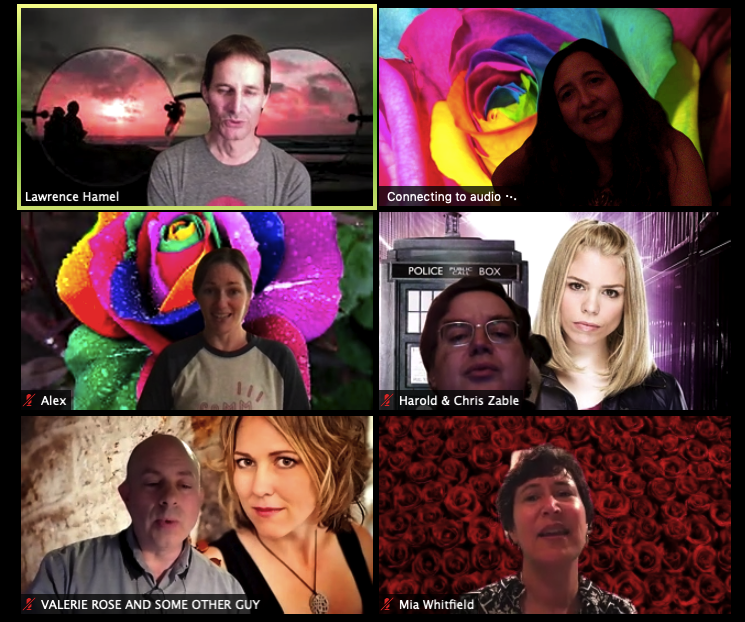 Lawrence Hamel
Connecting to audio ···
Alex
POLICE PUBLIC CALL BOX
Harold & Chris Zable
VALERIE ROSE AND SOME OTHER GUY
Mia Whitfield